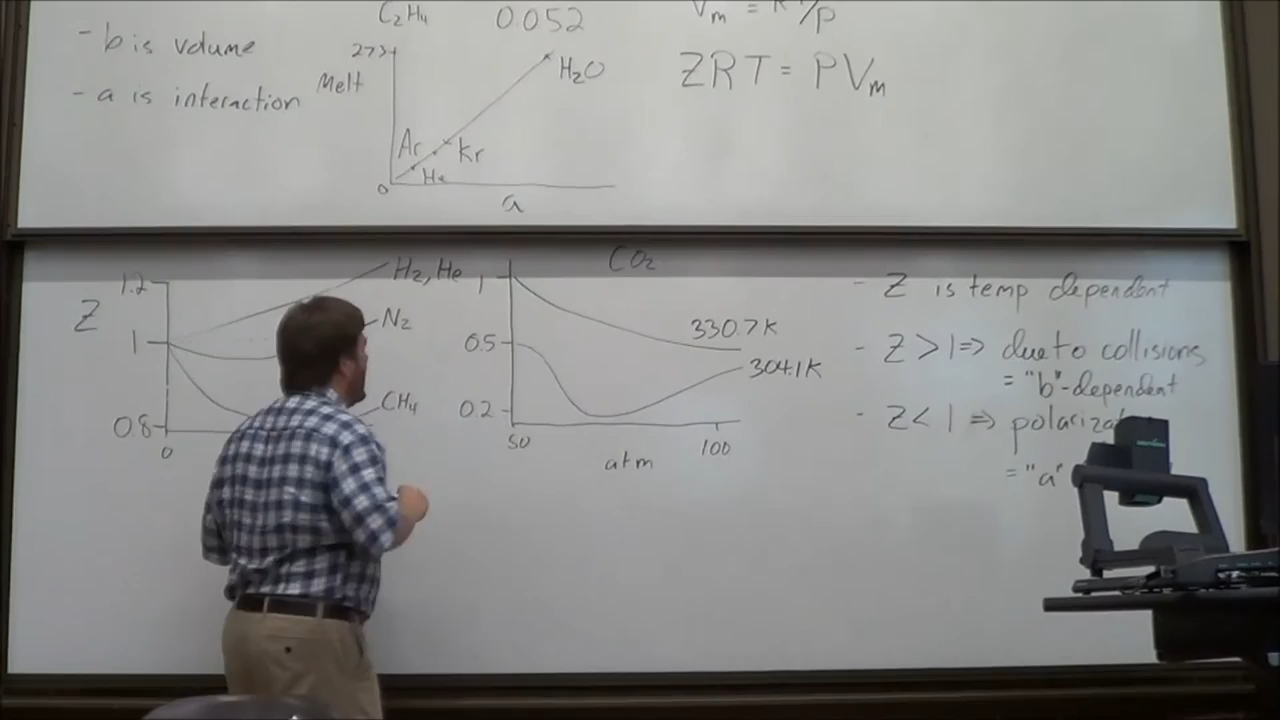 - b is volume
- a is interaction
C₂H₄ 0.052
273
Melt
H₂O
Ar
Kr
He
0
a
ZRT = PVm
Z
1.2
1
0.8
0
H₂, He
N₂
CH₄
CO₂
1
0.5
0.2
50
100
atm
330.7K
304.1K
- Z is temp dependent
- Z > 1 ⇒ due to collisions
= "b"-dependent
- Z < 1 ⇒
= "a"